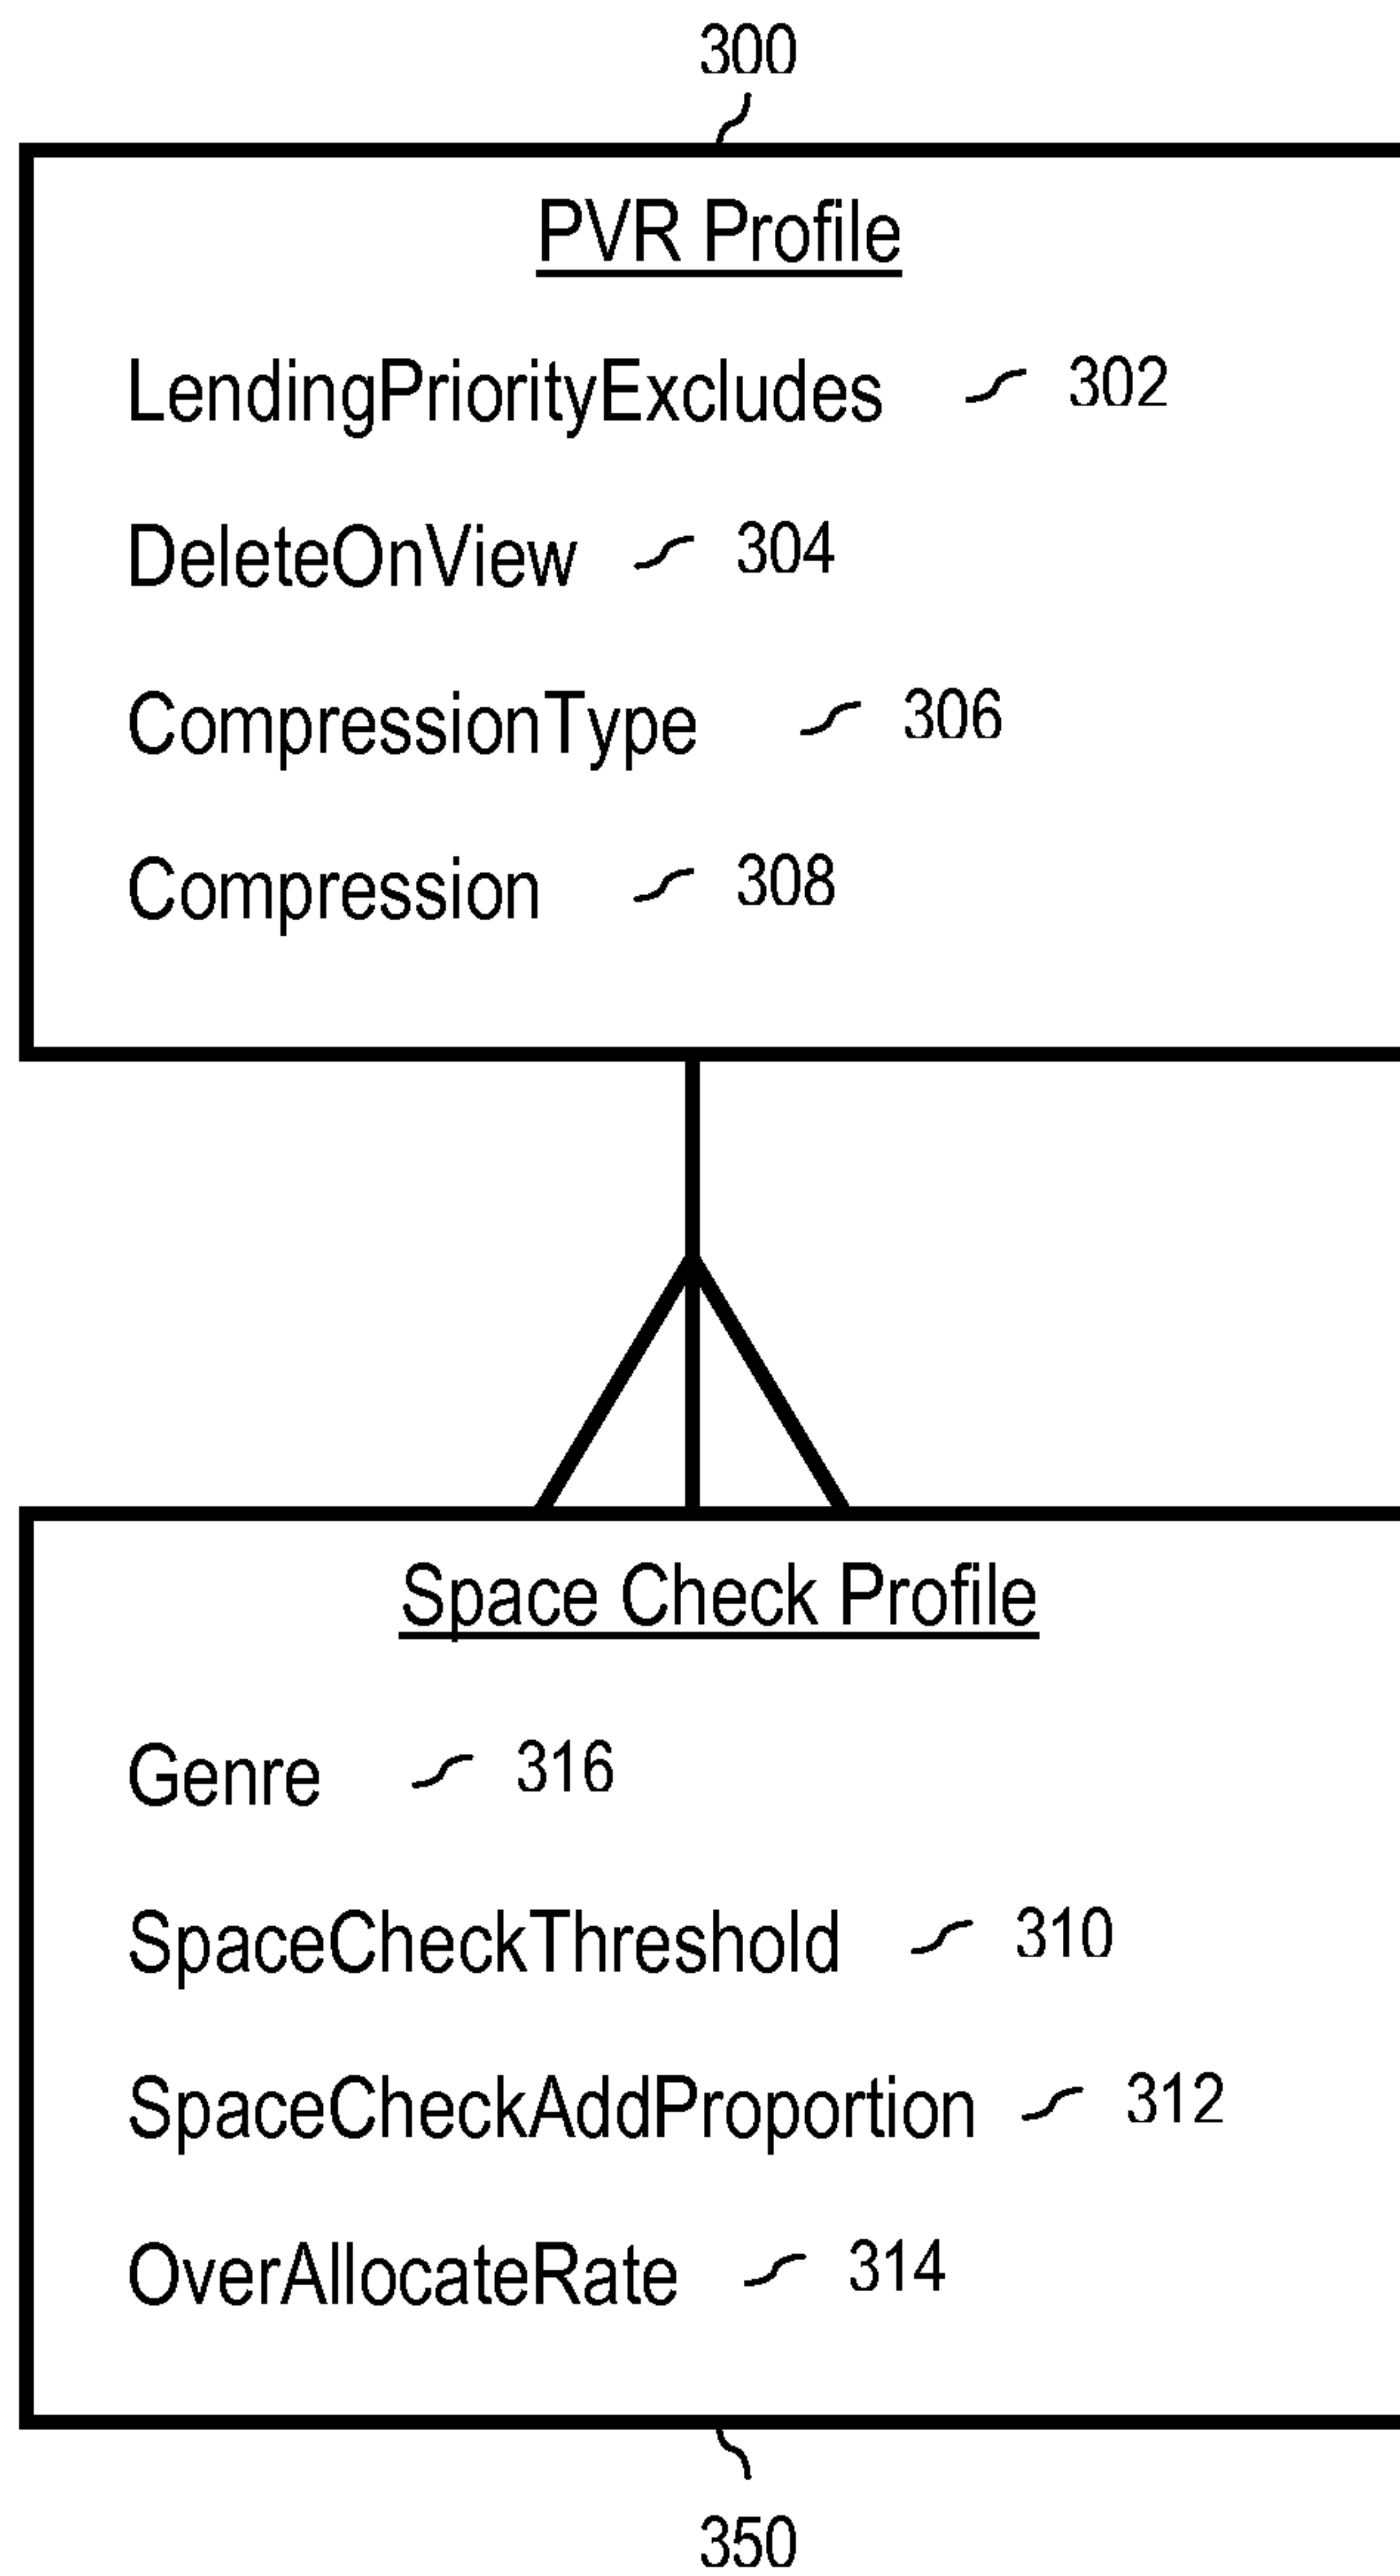 300
PVR Profile
LendingPriorityExcludes 302
DeleteOnView 304
CompressionType 306
Compression 308
Space Check Profile
Genre 316
SpaceCheckThreshold 310
SpaceCheckAddProportion 312
OverAllocateRate 314
350